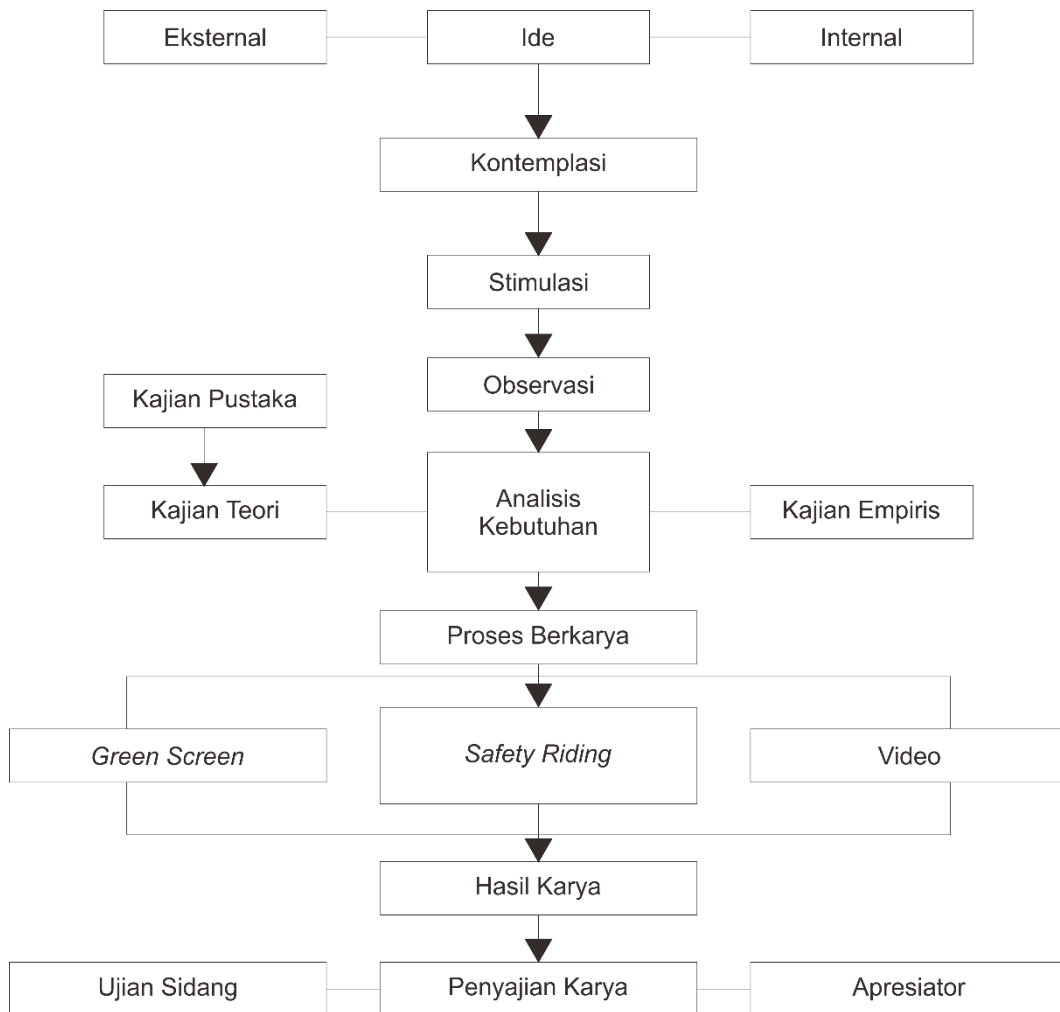 Eksternal
Ide
Internal
Kontemplasi
Stimulasi
Observasi
Kajian Pustaka
Kajian Teori
Analisis
Kebutuhan
Kajian Empiris
Proses Berkarya
Green Screen
Safety Riding
Video
Hasil Karya
Ujian Sidang
Penyajian Karya
Apresiator